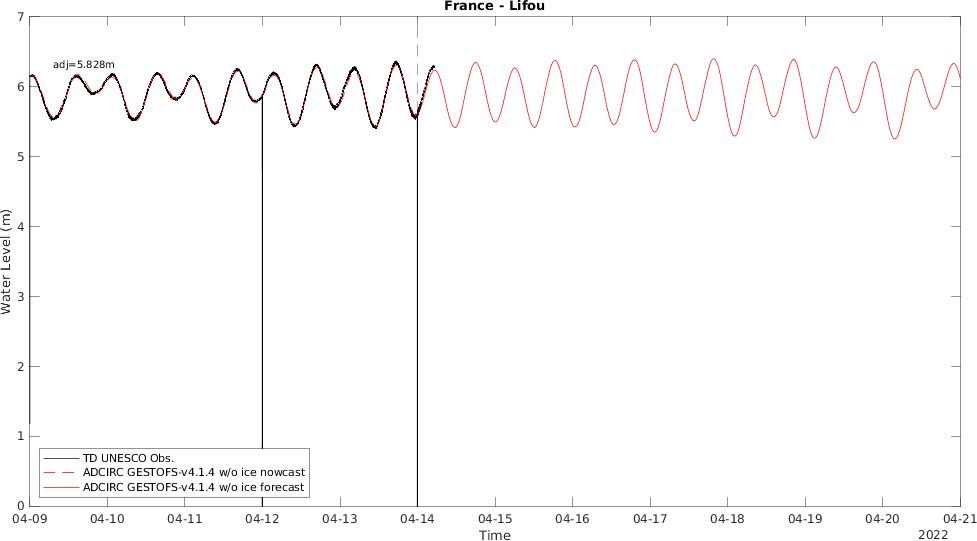 France - Lifou
7
adj=5.828m
6
5
4
Water Level (m)
3
2
1
TD UNESCO Obs.
ADCIRC GESTOFS-v4.1.4 w/o ice nowcast
ADCIRC GESTOFS-v4.1.4 w/o ice forecast
0
04-09 04-10 04-11 04-12 04-13 04-14 04-15 04-16 04-17 04-18 04-19 04-20 04-21
Time
2022